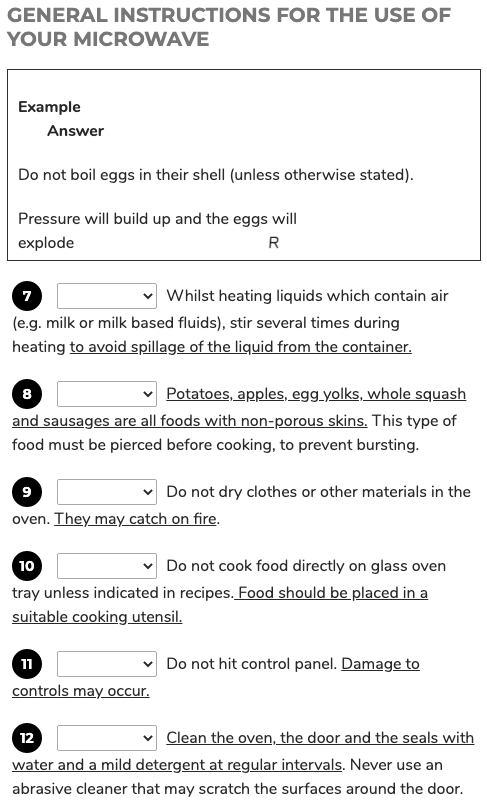 GENERAL INSTRUCTIONS FOR THE USE OF
YOUR MICROWAVE
Example
Answer
Do not boil eggs in their shell (unless otherwise stated).
Pressure will build up and the eggs will
explode R
7 Whilst heating liquids which contain air
(e.g. milk or milk based fluids), stir several times during
heating to avoid spillage of the liquid from the container.
8 Potatoes, apples, egg yolks, whole squash
and sausages are all foods with non-porous skins. This type of
food must be pierced before cooking, to prevent bursting.
9 Do not dry clothes or other materials in the
oven. They may catch on fire.
10 Do not cook food directly on glass oven
tray unless indicated in recipes. Food should be placed in a
suitable cooking utensil.
11 Do not hit control panel. Damage to
controls may occur.
12 Clean the oven, the door and the seals with
water and a mild detergent at regular intervals. Never use an
abrasive cleaner that may scratch the surfaces around the door.